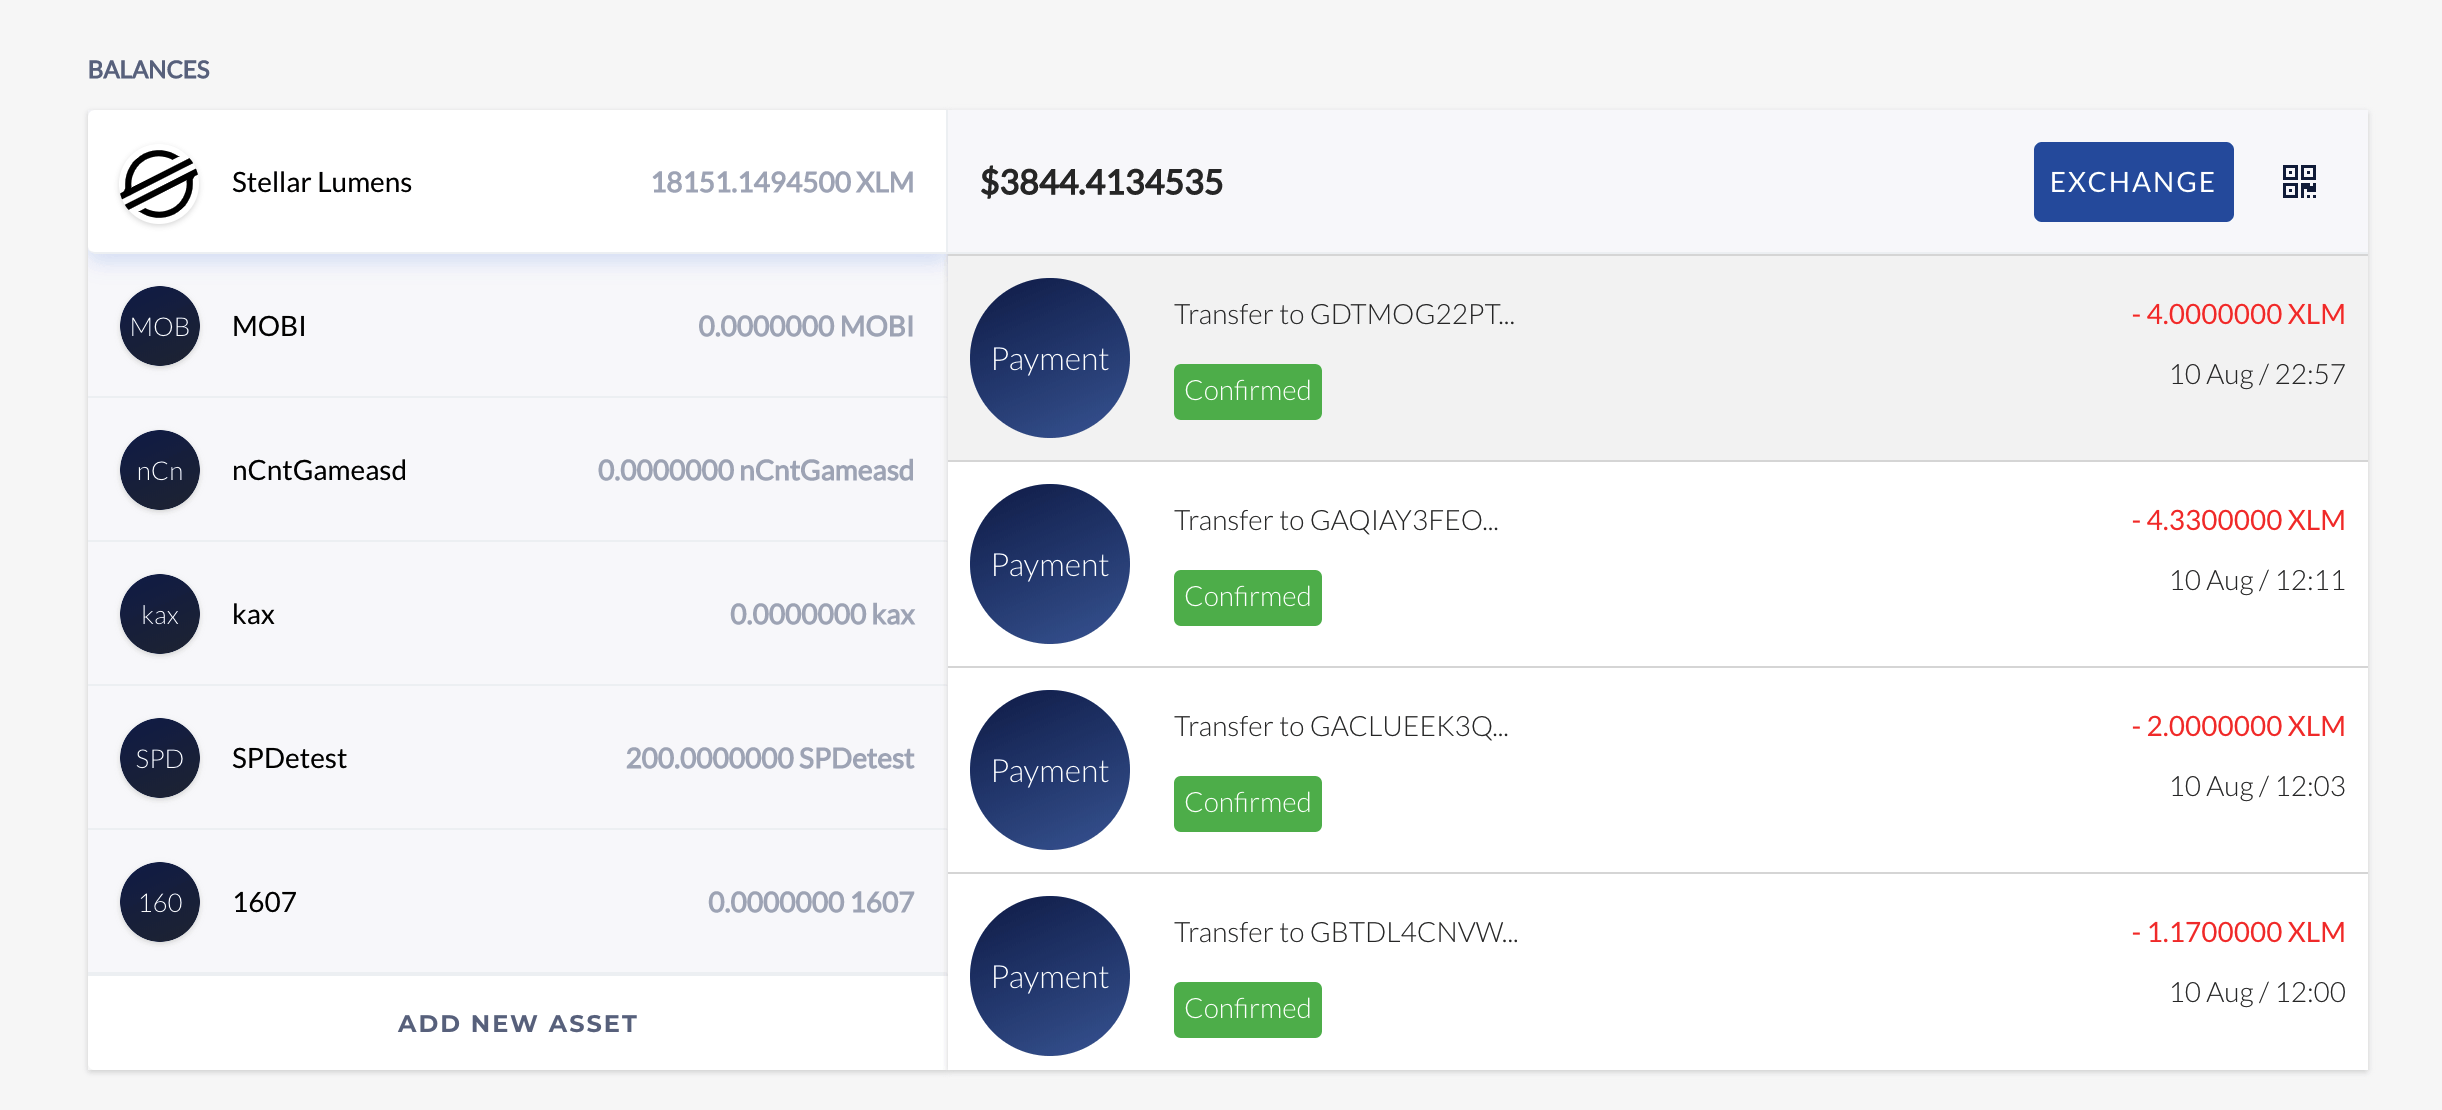 BALANCES
Stellar Lumens 18151.1494500 XLM
MOB MOBI 0.0000000 MOBI
nCn nCntGameasd 0.0000000 nCntGameasd
kax kax 0.0000000 kax
SPD SPDetest 200.0000000 SPDetest
160 1607 0.0000000 1607
ADD NEW ASSET
$3844.4134535 EXCHANGE
Transfer to GDTMOG22PT... - 4.0000000 XLM
Payment
Confirmed 10 Aug / 22:57
Transfer to GAQIAY3FEO... - 4.3300000 XLM
Payment
Confirmed 10 Aug / 12:11
Transfer to GACLUEEK3Q... - 2.0000000 XLM
Payment
Confirmed 10 Aug / 12:03
Transfer to GBTDL4CNVW... - 1.1700000 XLM
Payment
Confirmed 10 Aug / 12:00